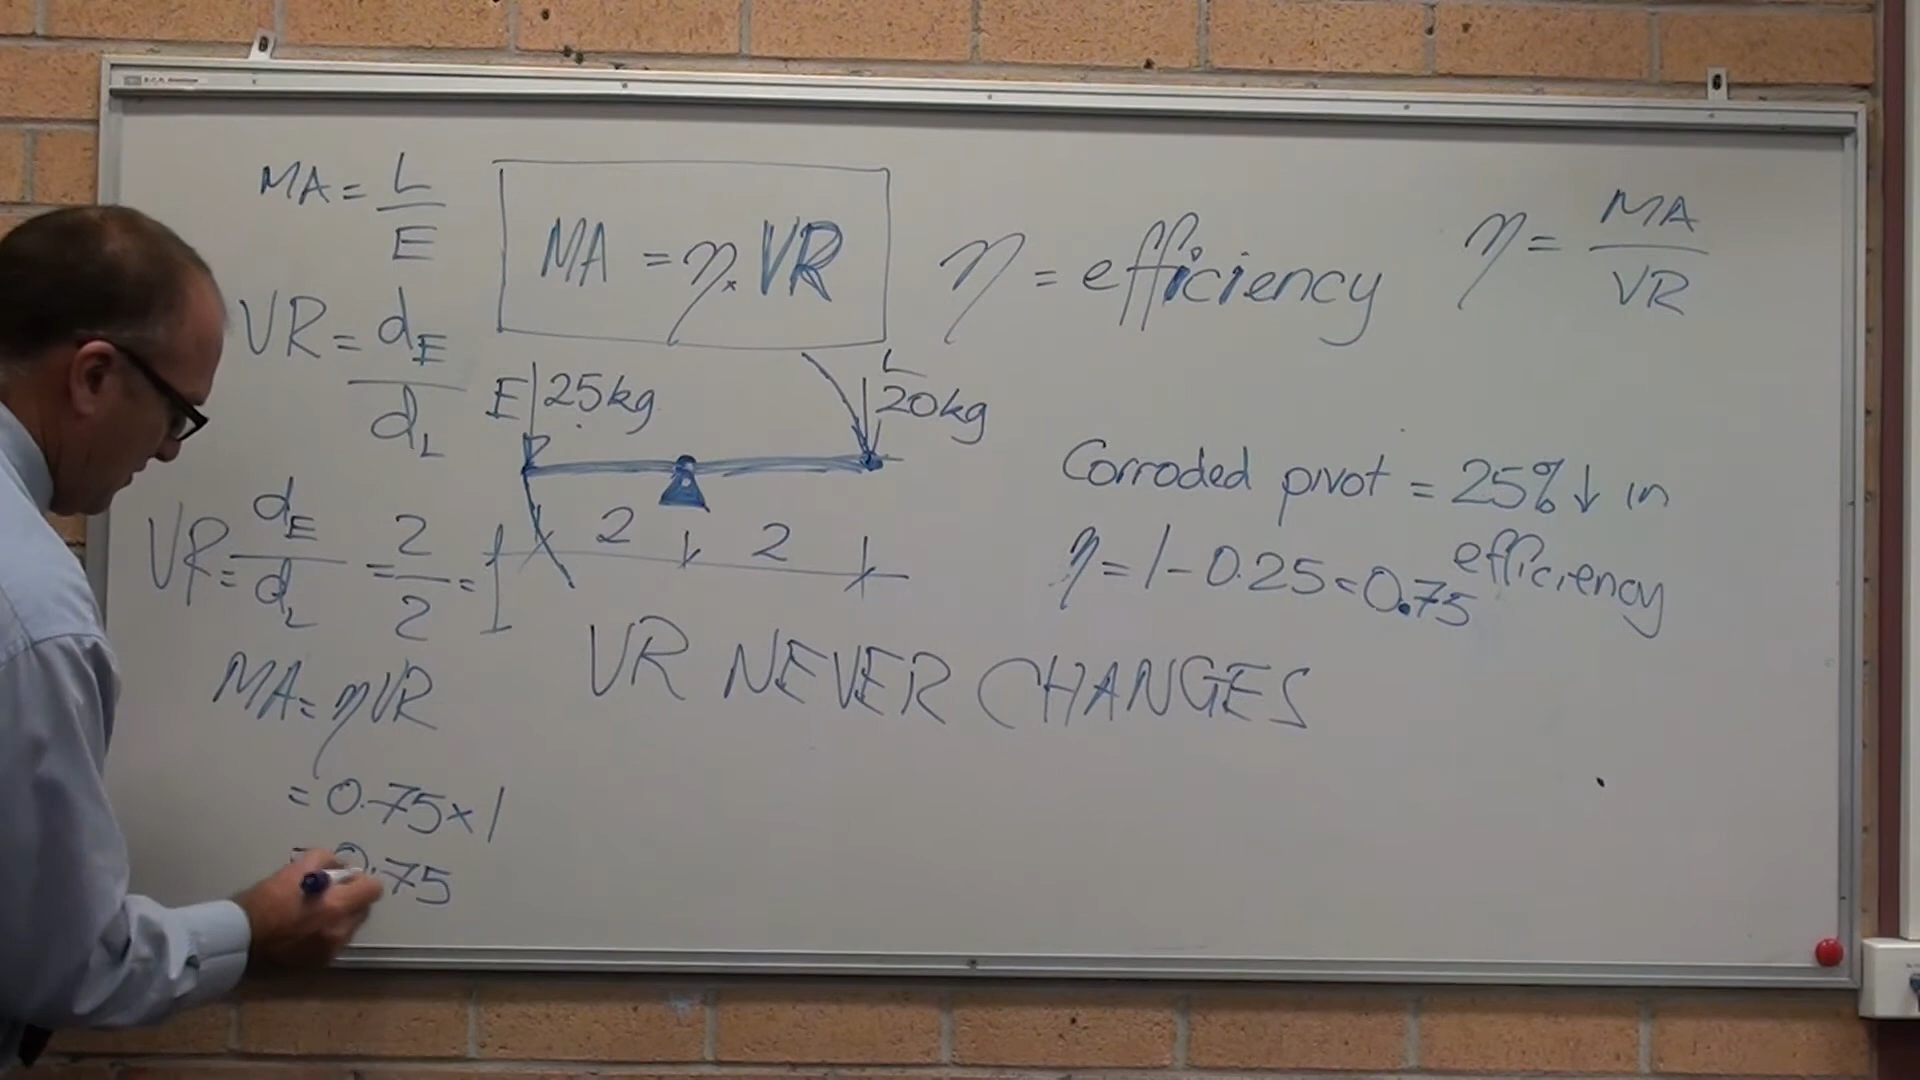 MA = L/E
MA = η × VR
η = efficiency
η = MA/VR
VR = dE/dL
E 25kg
L 20kg
VR = dE/dL = 2/2 = 1
2 2
Corroded pivot = 25% ↓ in efficiency
η = 1 - 0.25 = 0.75
VR NEVER CHANGES
MA = ηVR
= 0.75 × 1
= 0.75